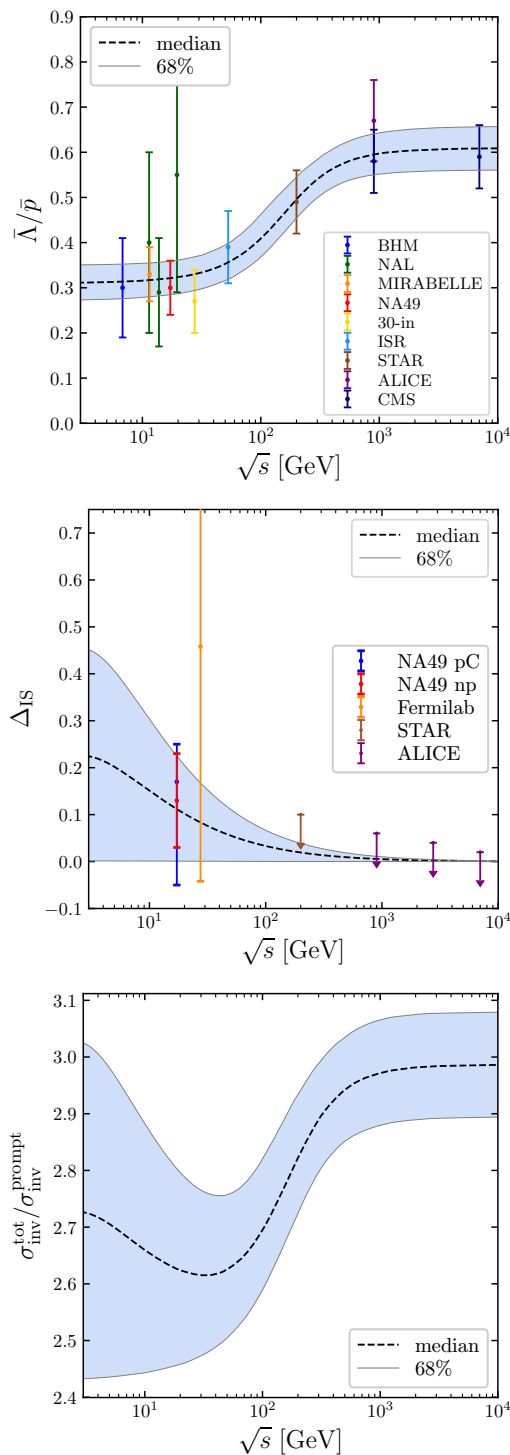 0.9
0.8
0.7
0.6
0.5
0.4
0.3
0.2
0.1
0.0
Λ̄/p̄
median
68%
BHM
NAL
MIRABELLE
NA49
30-in
ISR
STAR
ALICE
CMS
10¹ 10² 10³ 10⁴
√s [GeV]
0.7
0.6
0.5
0.4
0.3
0.2
0.1
0.0
−0.1
Δ_IS
median
68%
NA49 pC
NA49 np
Fermilab
STAR
ALICE
10¹ 10² 10³ 10⁴
√s [GeV]
3.1
3.0
2.9
2.8
2.7
2.6
2.5
2.4
σ_inv^tot/σ_inv^prompt
median
68%
10¹ 10² 10³ 10⁴
√s [GeV]